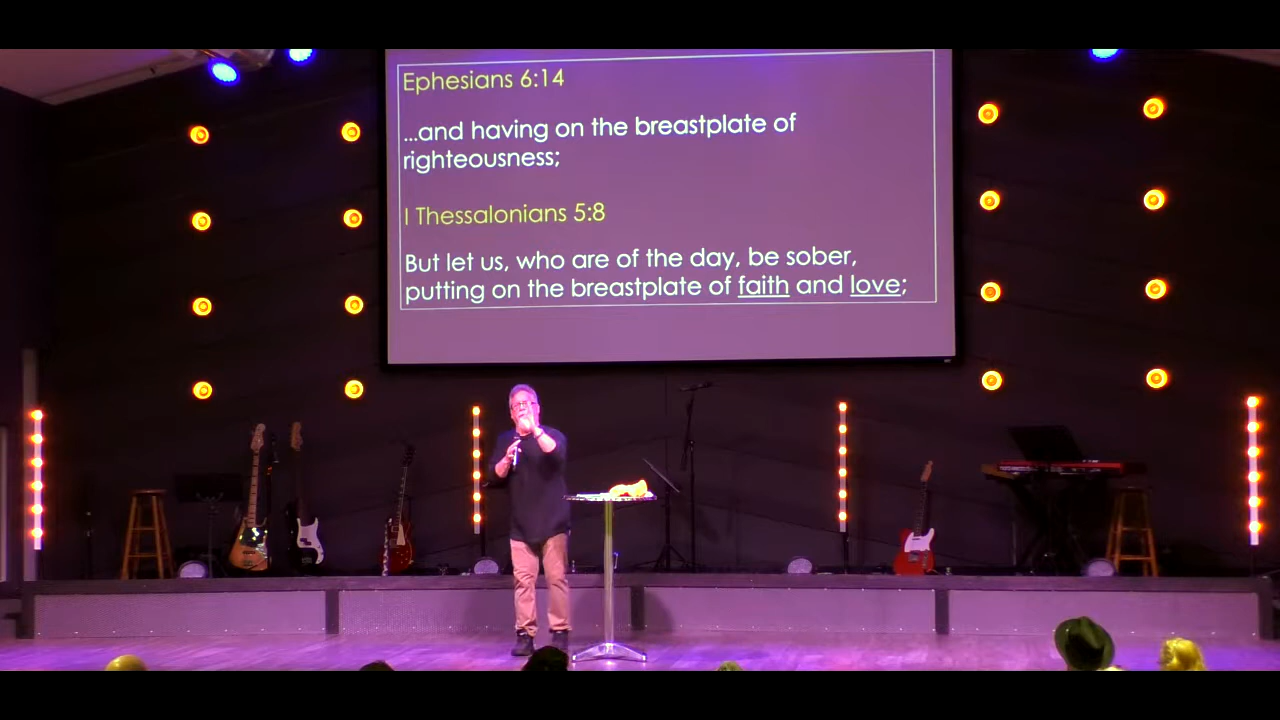 Ephesians 6:14
...and having on the breastplate of
righteousness;
I Thessalonians 5:8
But let us, who are of the day, be sober,
putting on the breastplate of faith and love;